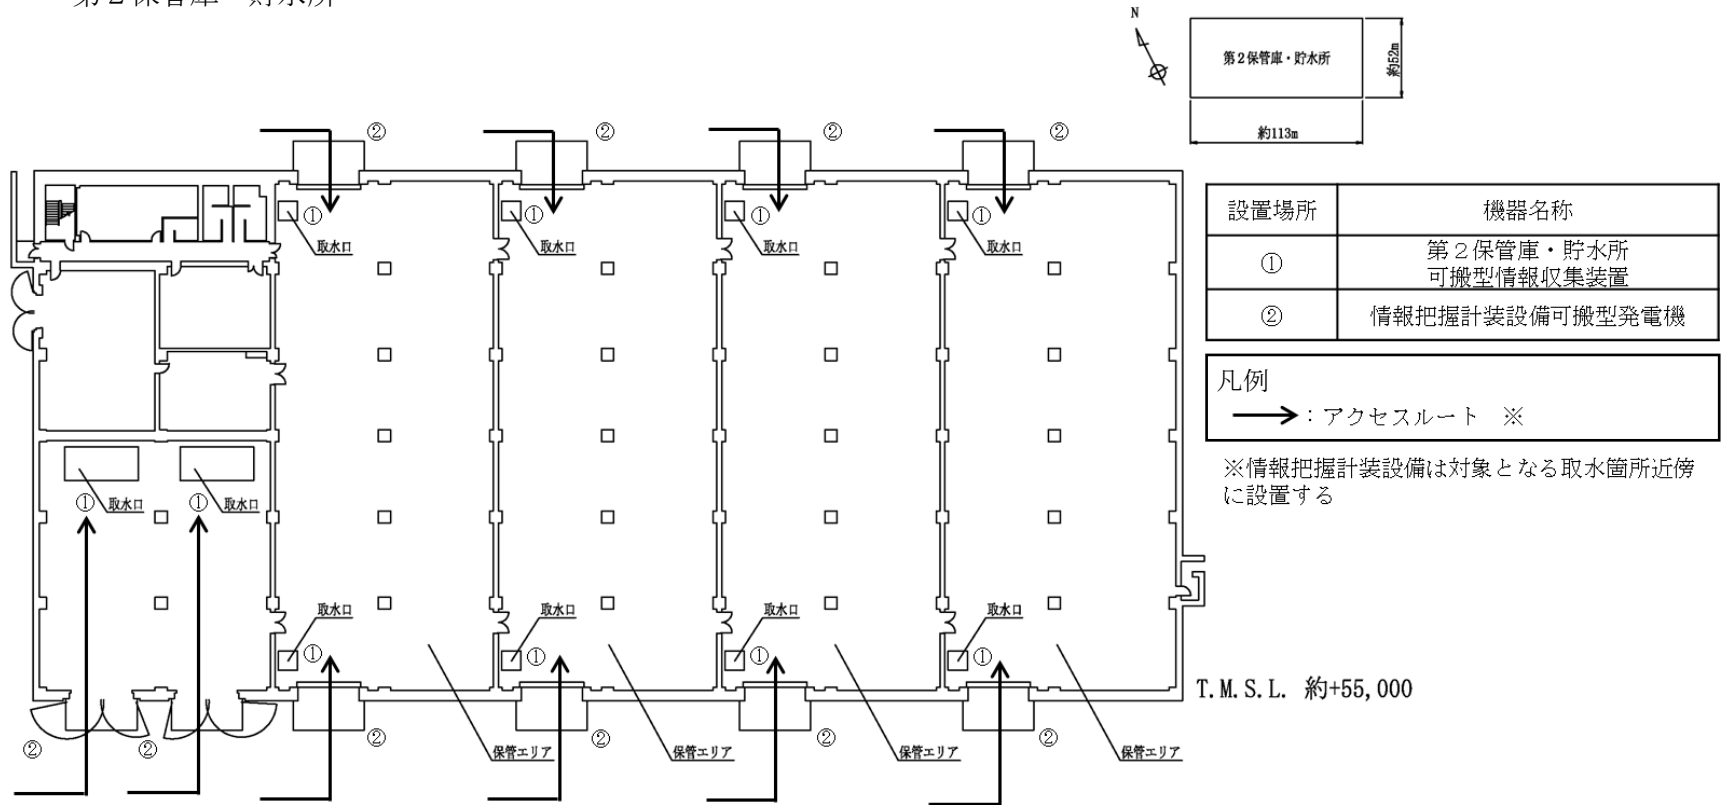 第２保管庫・貯水所
N
第２保管庫・貯水所
約52m
約113m
② ② ② ②
① ① ① ①
取水口 取水口 取水口 取水口
設置場所 機器名称
① 第２保管庫・貯水所
可搬型情報収集装置
② 情報把握計装設備可搬型発電機
凡例
：アクセスルート ※
※情報把握計装設備は対象となる取水箇所近傍
に設置する
① 取水口 ① 取水口
取水口 取水口 取水口 取水口
① ① ① ①
T.M.S.L. 約+55,000
② ② ② ② ② ②
保管エリア 保管エリア 保管エリア 保管エリア